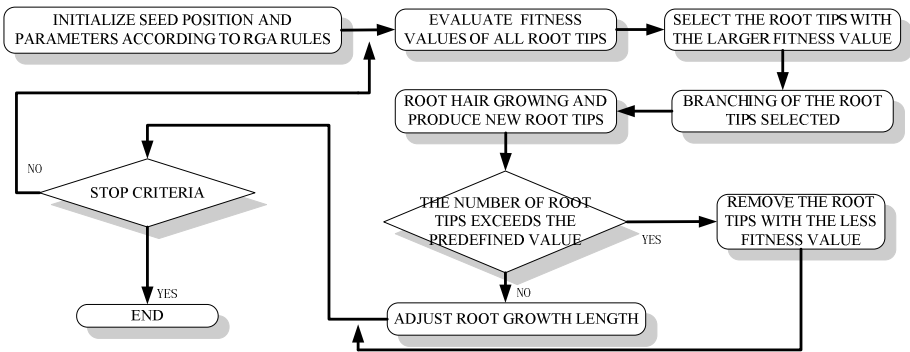 INITIALIZE SEED POSITION AND
PARAMETERS ACCORDING TO RGA RULES
EVALUATE FITNESS
VALUES OF ALL ROOT TIPS
SELECT THE ROOT TIPS WITH
THE LARGER FITNESS VALUE
BRANCHING OF THE ROOT
TIPS SELECTED
ROOT HAIR GROWING AND
PRODUCE NEW ROOT TIPS
THE NUMBER OF ROOT
TIPS EXCEEDS THE
PREDEFINED VALUE
YES
REMOVE THE ROOT
TIPS WITH THE LESS
FITNESS VALUE
NO
ADJUST ROOT GROWTH LENGTH
STOP CRITERIA
NO
YES
END